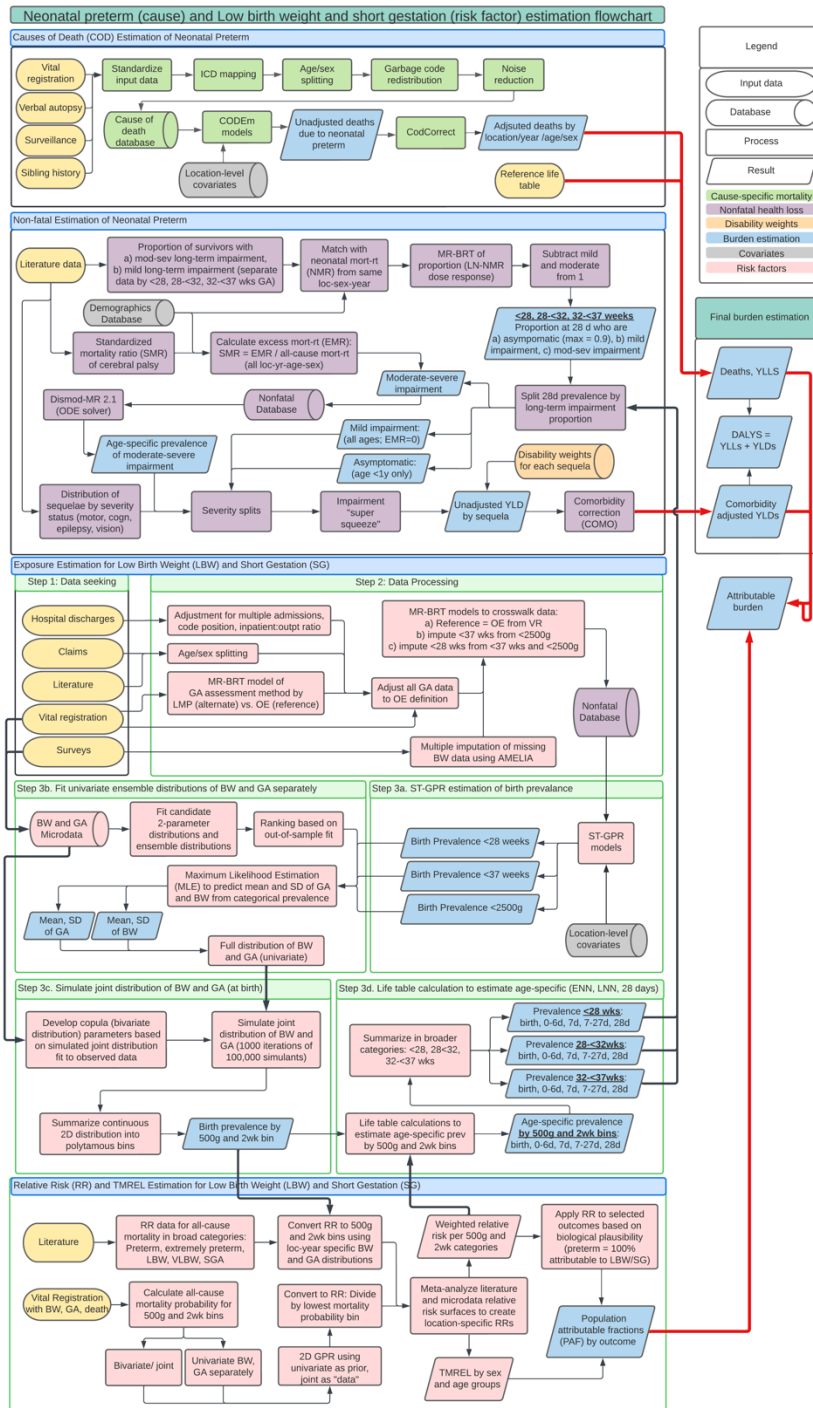 Neonatal preterm (cause) and Low birth weight and short gestation (risk factor) estimation flowchart
Causes of Death (COD) Estimation of Neonatal Preterm
Vital
registration
Verbal autopsy
Surveillance
Sibling history
Standardize
input data
ICD mapping
Age/sex
splitting
Garbage code
redistribution
Noise
reduction
Cause of
death
database
CODEm
models
Unadjusted deaths
due to neonatal
preterm
CodCorrect
Adjsuted deaths by
location/year /age/sex
Location-level
covariates
Reference life
table
Legend
Input data
Database
Process
Result
Cause-specific mortality
Nonfatal health loss
Disability weights
Burden estimation
Covariates
Risk factors
Non-fatal Estimation of Neonatal Preterm
Literature data
Proportion of survivors with
a) mod-sev long-term impairment,
b) mild long-term impairment (separate
data by <28, 28-<32, 32-<37 wks GA)
Match with
neonatal mort-rt
(NMR) from same
loc-sex-year
MR-BRT of
proportion (LN-NMR
dose response)
Subtract mild
and moderate
from 1
Demographics
Database
<28, 28-<32, 32-<37 weeks
Proportion at 28 d who are
a) asympomatic (max = 0.9), b) mild
impairment, c) mod-sev impairment
Standardized
mortality ratio (SMR)
of cerebral palsy
Calculate excess mort-rt (EMR):
SMR = EMR / all-cause mort-rt
(all loc-yr-age-sex)
Moderate-severe
impairment
Dismod-MR 2.1
(ODE solver)
Nonfatal
Database
Split 28d prevalence by
long-term impairment
proportion
Mild impairment:
(all ages; EMR=0)
Age-specific prevalence
of moderate-severe
impairment
Asymptomatic:
(age <1y only)
Disability weights
for each sequela
Distribution of
sequelae by severity
status (motor, cogn,
epilepsy, vision)
Severity splits
Impairment
"super
squeeze"
Unadjusted YLD
by sequela
Comorbidity
correction
(COMO)
Final burden estimation
Deaths, YLLS
DALYS =
YLLs + YLDs
Comorbidity
adjusted YLDs
Attributable
burden
Exposure Estimation for Low Birth Weight (LBW) and Short Gestation (SG)
Step 1: Data seeking
Step 2: Data Processing
Hospital discharges
Claims
Literature
Vital registration
Surveys
Adjustment for multiple admissions,
code position, inpatient:outpt ratio
Age/sex splitting
MR-BRT model of
GA assessment method by
LMP (alternate) vs. OE (reference)
MR-BRT models to crosswalk data:
a) Reference = OE from VR
b) impute <37 wks from <2500g
c) impute <28 wks from <37 wks and <2500g
Adjust all GA data
to OE definition
Multiple imputation of missing
BW data using AMELIA
Nonfatal
Database
Step 3b. Fit univariate ensemble distributions of BW and GA separately
Step 3a. ST-GPR estimation of birth prevalance
BW and GA
Microdata
Fit candidate
2-parameter
distributions and
ensemble distributions
Ranking based on
out-of-sample fit
Maximum Likelihood Estimation
(MLE) to predict mean and SD of GA
and BW from categorical prevalence
Mean, SD
of GA
Mean, SD
of BW
Full distribution of BW
and GA (univariate)
Birth Prevalence <28 weeks
Birth Prevalence <37 weeks
Birth Prevalence <2500g
ST-GPR
models
Location-level
covariates
Step 3c. Simulate joint distribution of BW and GA (at birth)
Step 3d. Life table calculation to estimate age-specific (ENN, LNN, 28 days)
Develop copula (bivariate
distribution) parameters based
on simulated joint distribution
fit to observed data
Simulate joint
distribution of BW and
GA (1000 iterations of
100,000 simulants)
Summarize continuous
2D distribution into
polytamous bins
Birth prevalence by
500g and 2wk bin
Summarize in broader
categories: <28, 28<32,
32-<37 wks
Prevalence <28 wks:
birth, 0-6d, 7d, 7-27d, 28d
Prevalence 28-<32wks:
birth, 0-6d, 7d, 7-27d, 28d
Prevalence 32-<37wks:
birth, 0-6d, 7d, 7-27d, 28d
Life table calculations to
estimate age-specific prev
by 500g and 2wk bins
Age-specific prevalence
by 500g and 2wk bins:
birth, 0-6d, 7d, 7-27d, 28d
Relative Risk (RR) and TMREL Estimation for Low Birth Weight (LBW) and Short Gestation (SG)
Literature
RR data for all-cause
mortality in broad categories:
Preterm, extremely preterm,
LBW, VLBW, SGA
Convert RR to 500g
and 2wk bins using
loc-year specific BW
and GA distributions
Weighted relative
risk per 500g and
2wk categories
Apply RR to selected
outcomes based on
biological plausibility
(preterm = 100%
attributable to LBW/SG)
Vital Registration
with BW, GA, death
Calculate all-cause
mortality probability for
500g and 2wk bins
Convert to RR: Divide
by lowest mortality
probability bin
Meta-analyze literature
and microdata relative
risk surfaces to create
location-specific RRs
Population
attributable fractions
(PAF) by outcome
Bivariate/ joint
Univariate BW,
GA separately
2D GPR using
univariate as prior,
joint as "data"
TMREL by sex
and age groups